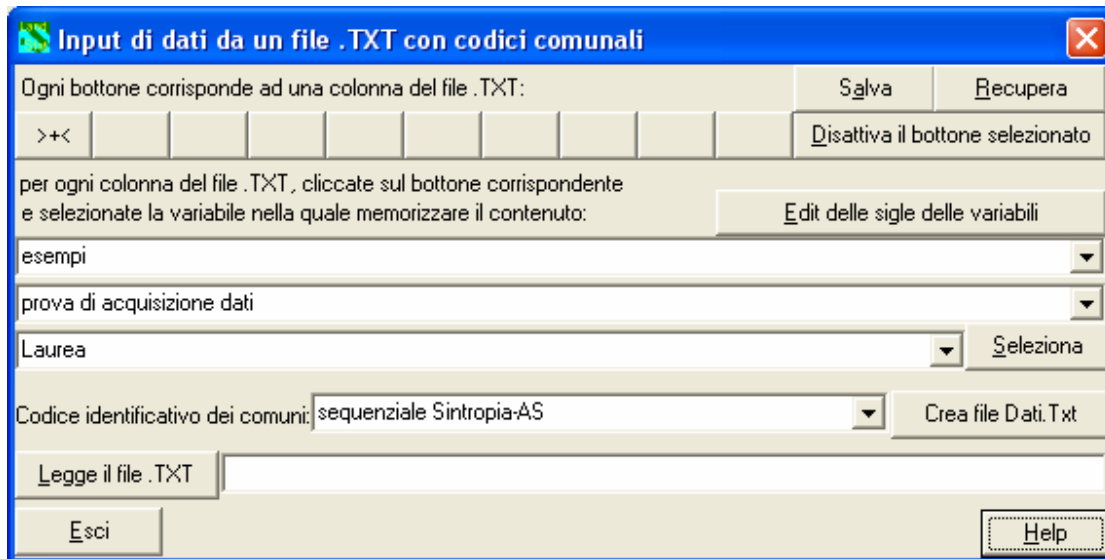 Input di dati da un file .TXT con codici comunali
Ogni bottone corrisponde ad una colonna del file .TXT:
Salva
Recupera
>+<
Disattiva il bottone selezionato
per ogni colonna del file .TXT, cliccate sul bottone corrispondente
e selezionate la variabile nella quale memorizzare il contenuto:
Edit delle sigle delle variabili
esempi
prova di acquisizione dati
Laurea
Seleziona
Codice identificativo dei comuni:
sequenziale Sintropia-AS
Crea file Dati.Txt
Legge il file .TXT
Esci
Help